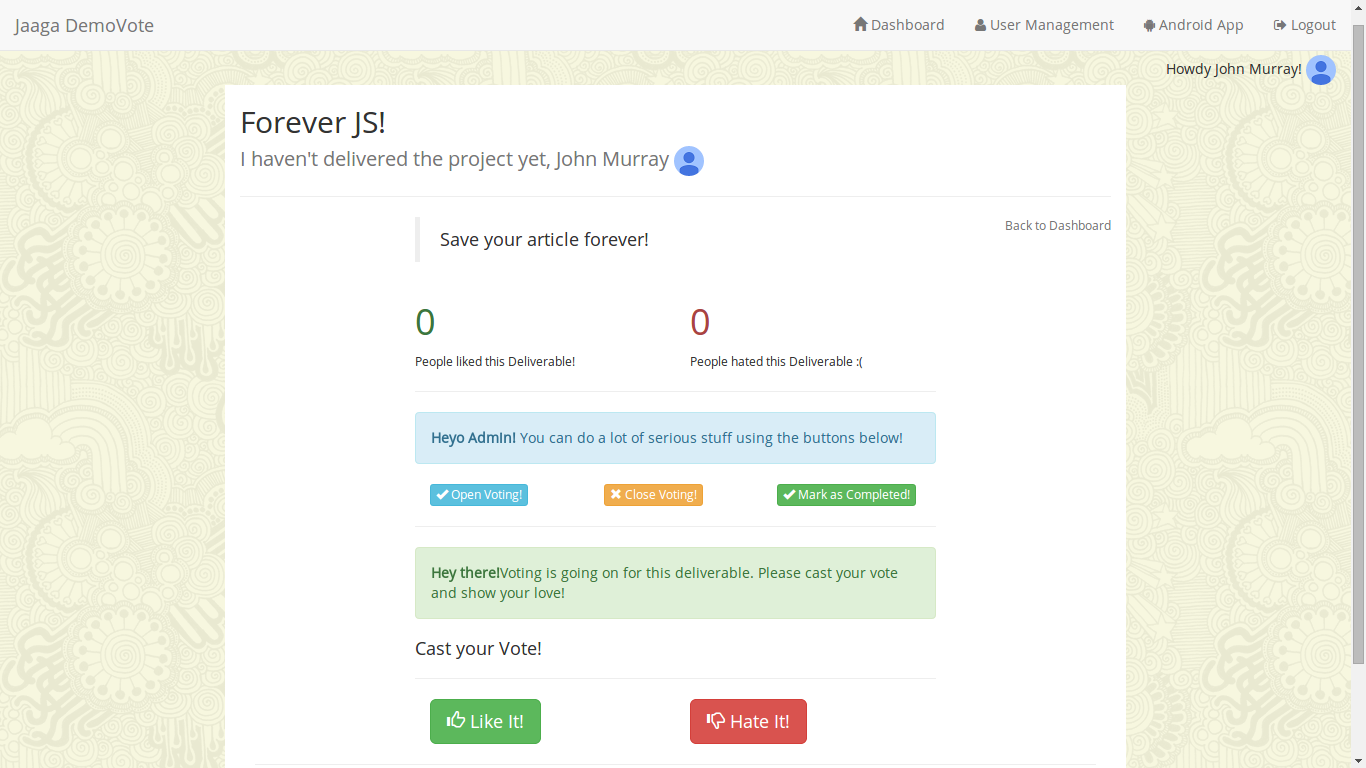 Jaaga DemoVote
Dashboard
User Management
Android App
Logout
Howdy John Murray!
Forever JS!
I haven't delivered the project yet, John Murray
Back to Dashboard
Save your article forever!
0
0
People liked this Deliverable!
People hated this Deliverable :(
Heyo Admin! You can do a lot of serious stuff using the buttons below!
Open Voting!
Close Voting!
Mark as Completed!
Hey there!Voting is going on for this deliverable. Please cast your vote
and show your love!
Cast your Vote!
Like It!
Hate It!